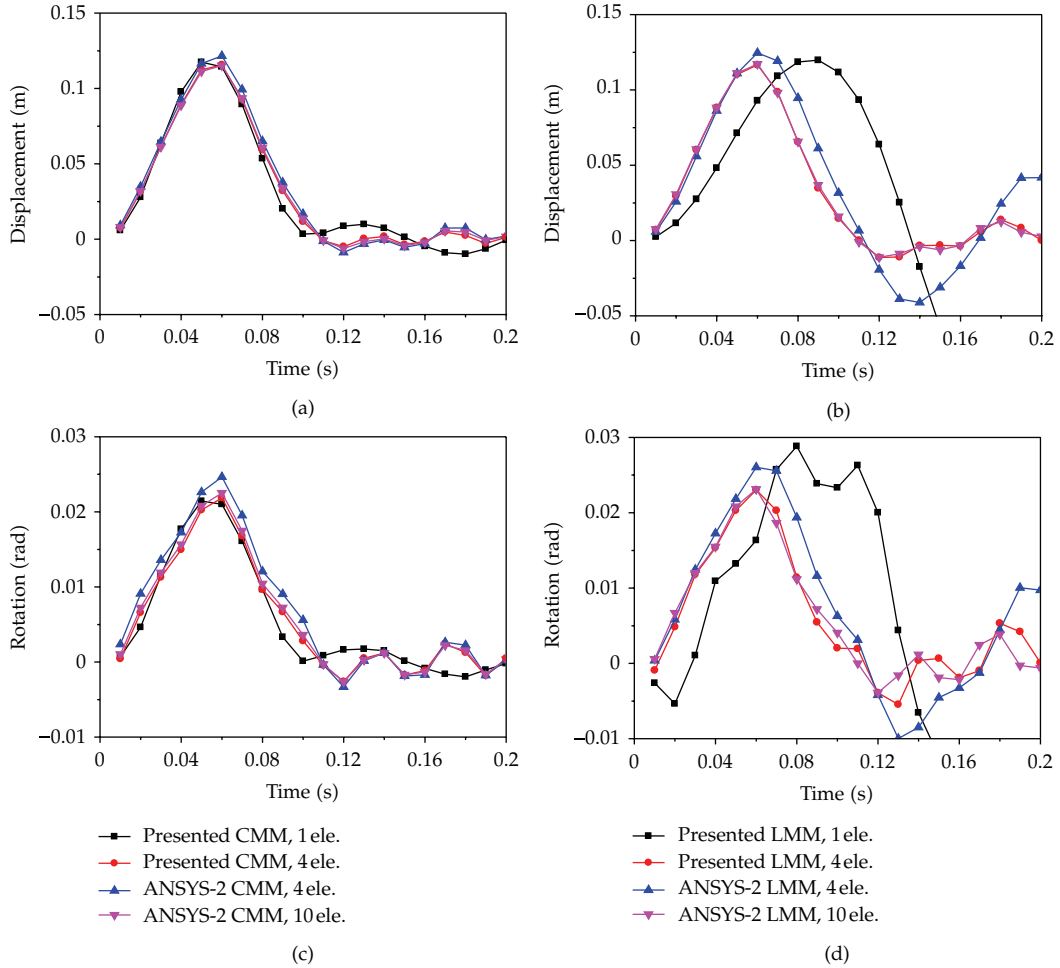 0.15
0.1
0.05
0
−0.05
Displacement (m)
0 0.04 0.08 0.12 0.16 0.2
Time (s)
(a)
0.15
0.1
0.05
0
−0.05
Displacement (m)
0 0.04 0.08 0.12 0.16 0.2
Time (s)
(b)
0.03
0.02
0.01
0
−0.01
Rotation (rad)
0 0.04 0.08 0.12 0.16 0.2
Time (s)
Presented CMM, 1 ele.
Presented CMM, 4 ele.
ANSYS-2 CMM, 4 ele.
ANSYS-2 CMM, 10 ele.
(c)
0.03
0.02
0.01
0
−0.01
Rotation (rad)
0 0.04 0.08 0.12 0.16 0.2
Time (s)
Presented LMM, 1 ele.
Presented LMM, 4 ele.
ANSYS-2 LMM, 4 ele.
ANSYS-2 LMM, 10 ele.
(d)